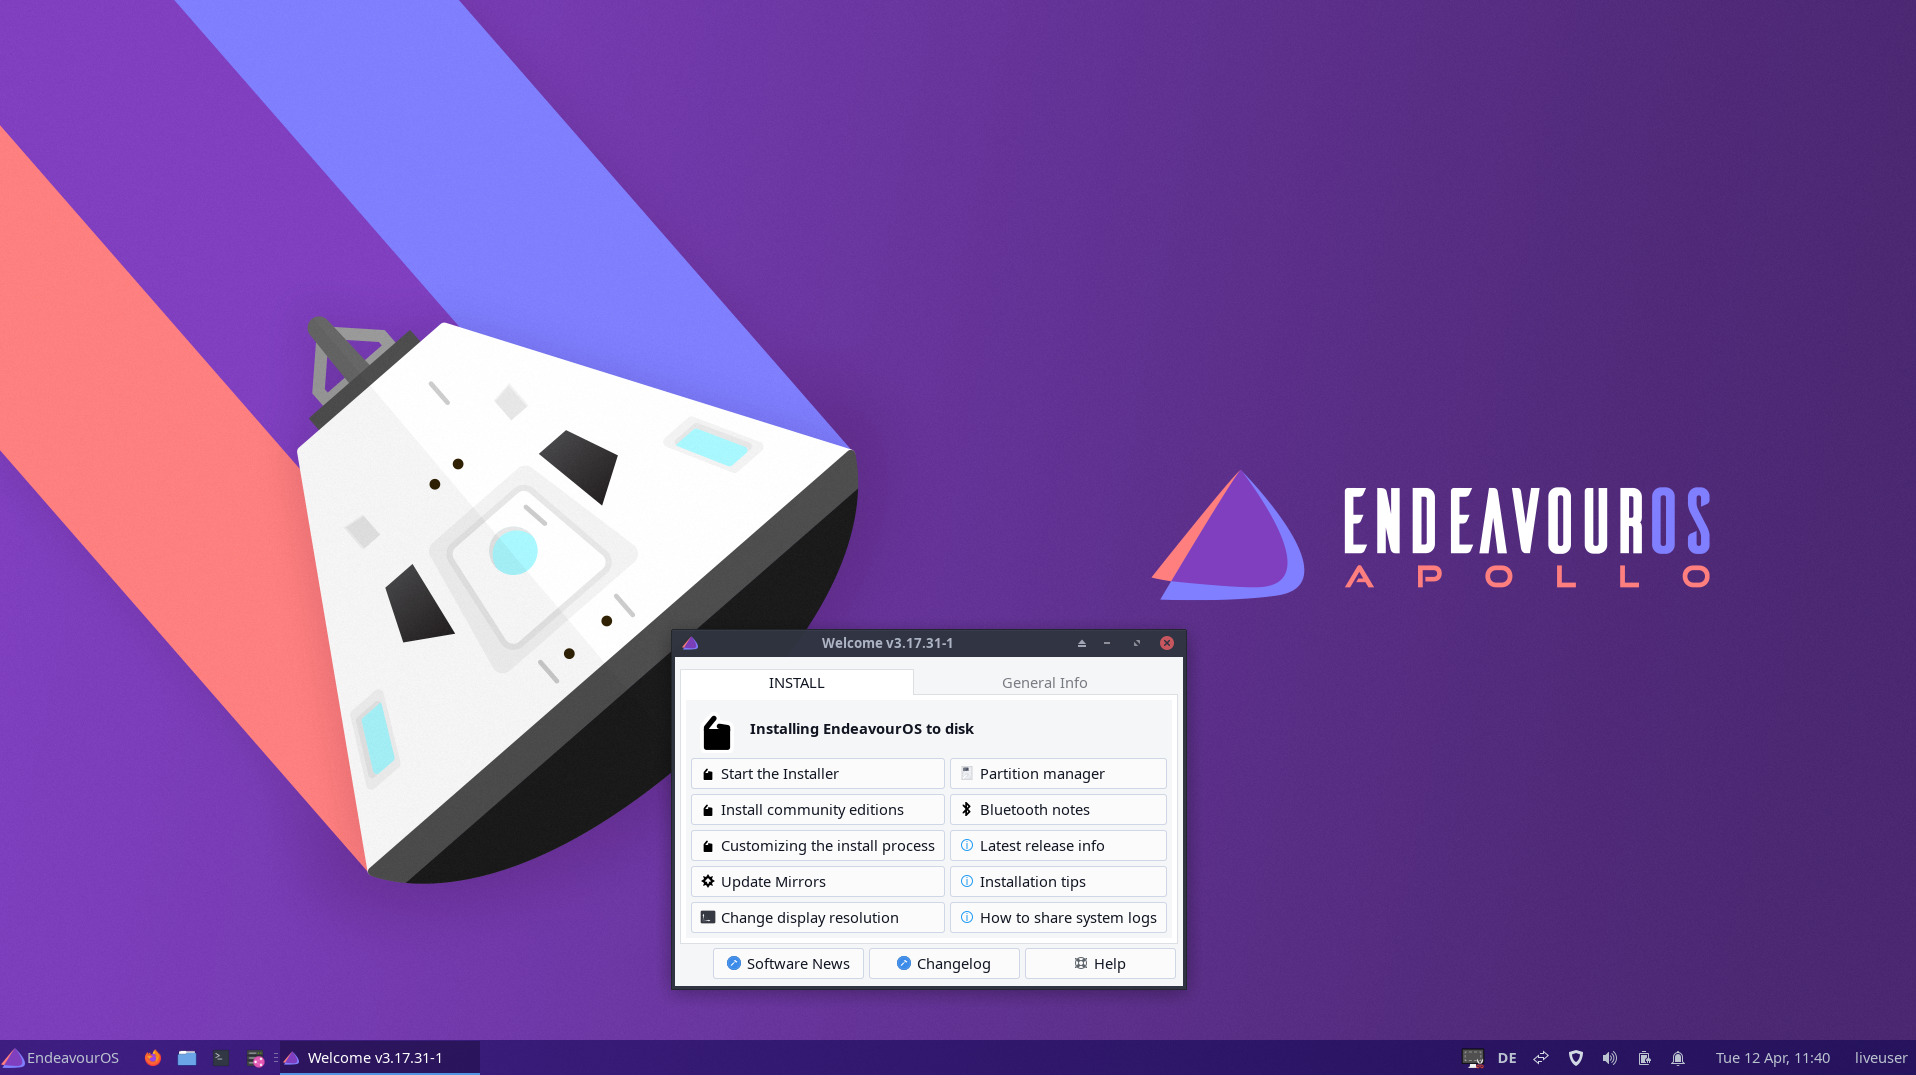 ENDEAVOUROS
APOLLO
Welcome v3.17.31-1
INSTALL
General Info
Installing EndeavourOS to disk
Start the Installer
Partition manager
Install community editions
Bluetooth notes
Customizing the install process
Latest release info
Update Mirrors
Installation tips
Change display resolution
How to share system logs
Software News
Changelog
Help
EndeavourOS
Welcome v3.17.31-1
DE
Tue 12 Apr, 11:40
liveuser